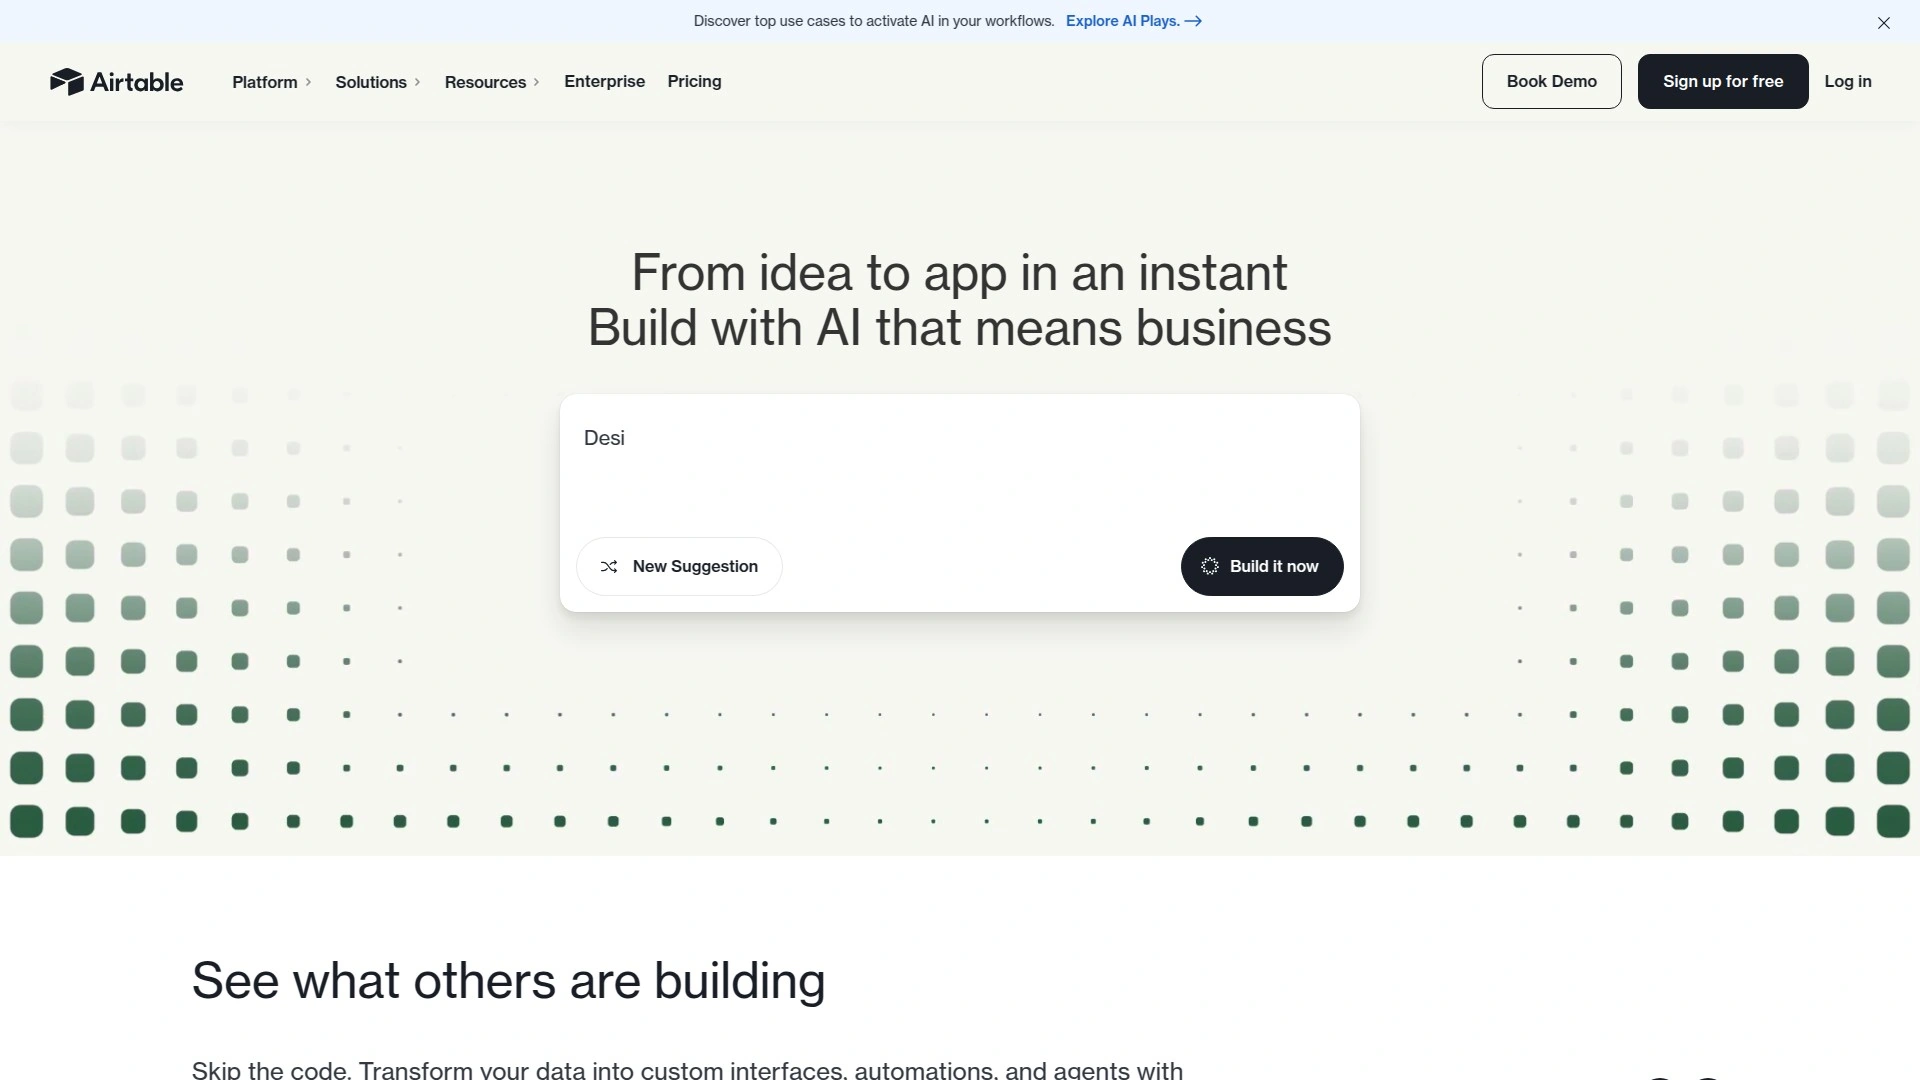 Discover top use cases to activate AI in your workflows. Explore AI Plays. →
Airtable
Platform
Solutions
Resources
Enterprise
Pricing
Book Demo
Sign up for free
Log in
From idea to app in an instant
Build with AI that means business
Desi
New Suggestion
Build it now
See what others are building
Skip the code. Transform your data into custom interfaces, automations, and agents with